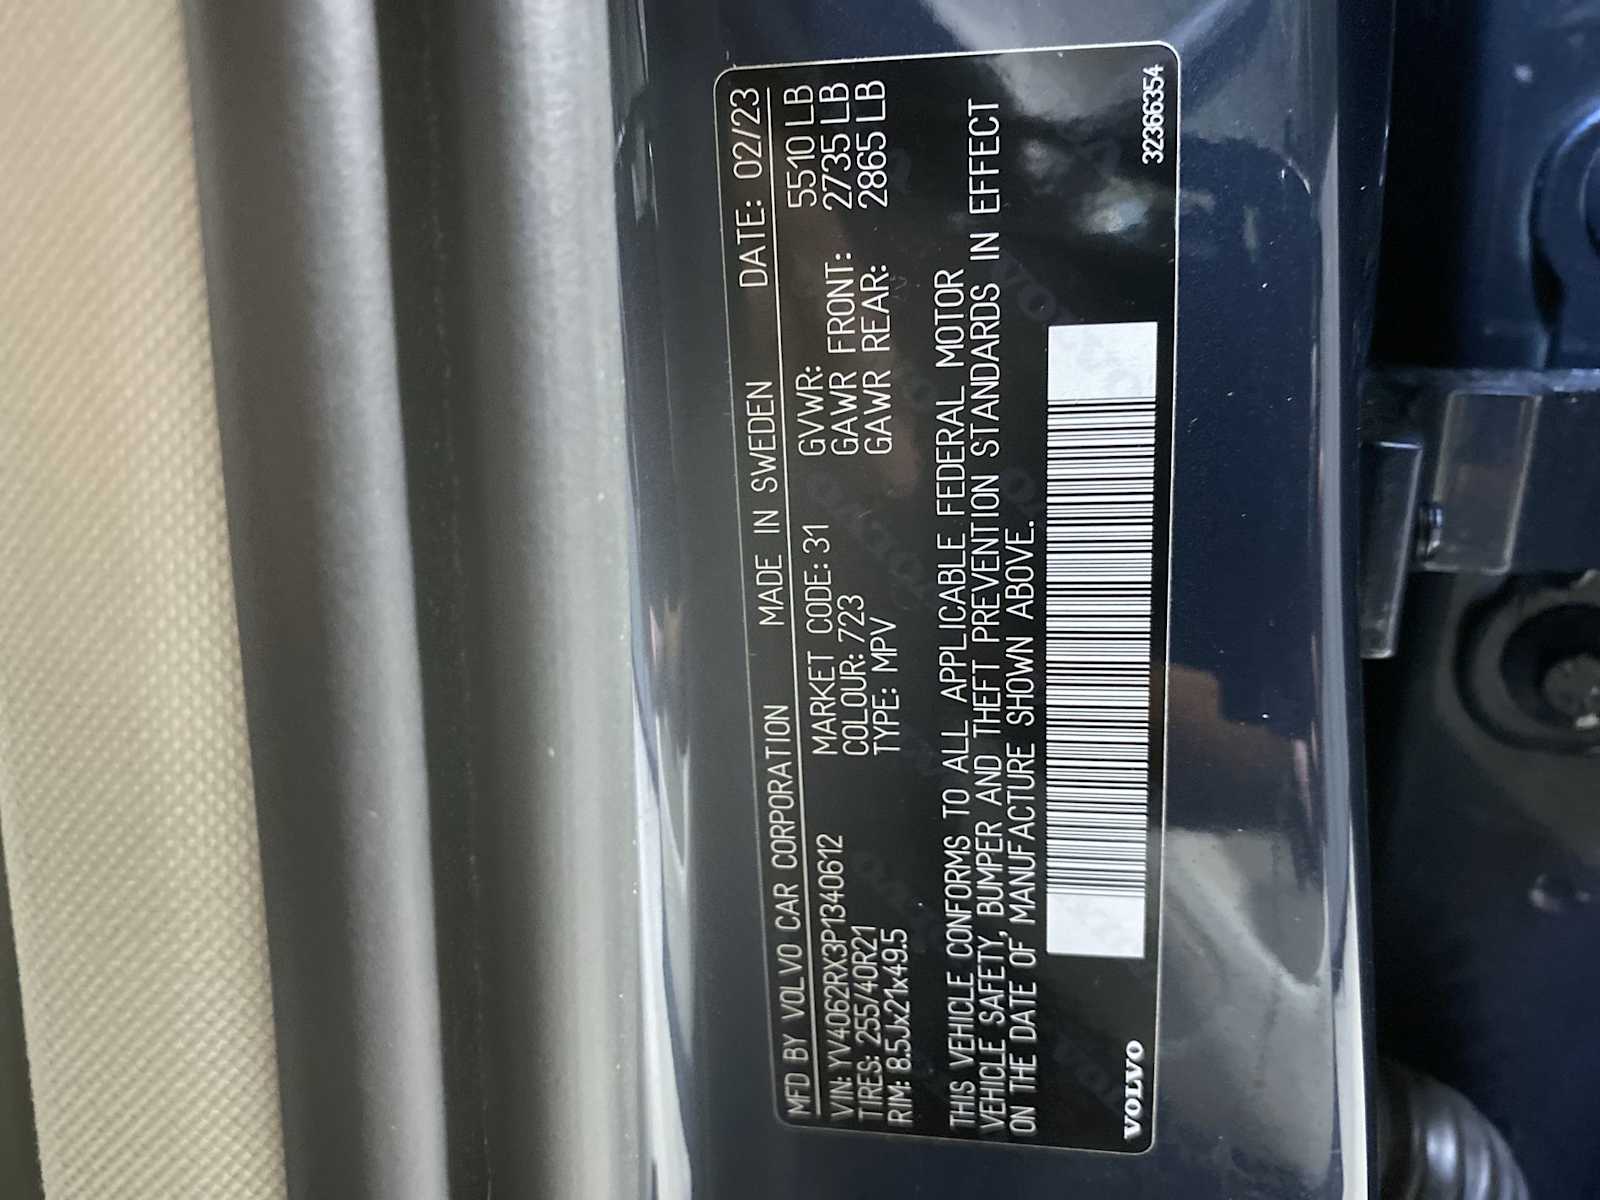 MFD BY VOLVO CAR CORPORATION MADE IN SWEDEN DATE: 02/23
VIN: YV4062RX3P1340612 MARKET CODE: 31 GVWR: 5510 LB
TIRES: 255/40R21 COLOUR: 723 GAWR FRONT: 2735 LB
RIM: 8.5Jx21x49.5 TYPE: MPV GAWR REAR: 2865 LB
THIS VEHICLE CONFORMS TO ALL APPLICABLE FEDERAL MOTOR
VEHICLE SAFETY, BUMPER AND THEFT PREVENTION STANDARDS IN EFFECT
ON THE DATE OF MANUFACTURE SHOWN ABOVE.
VOLVO 32366354